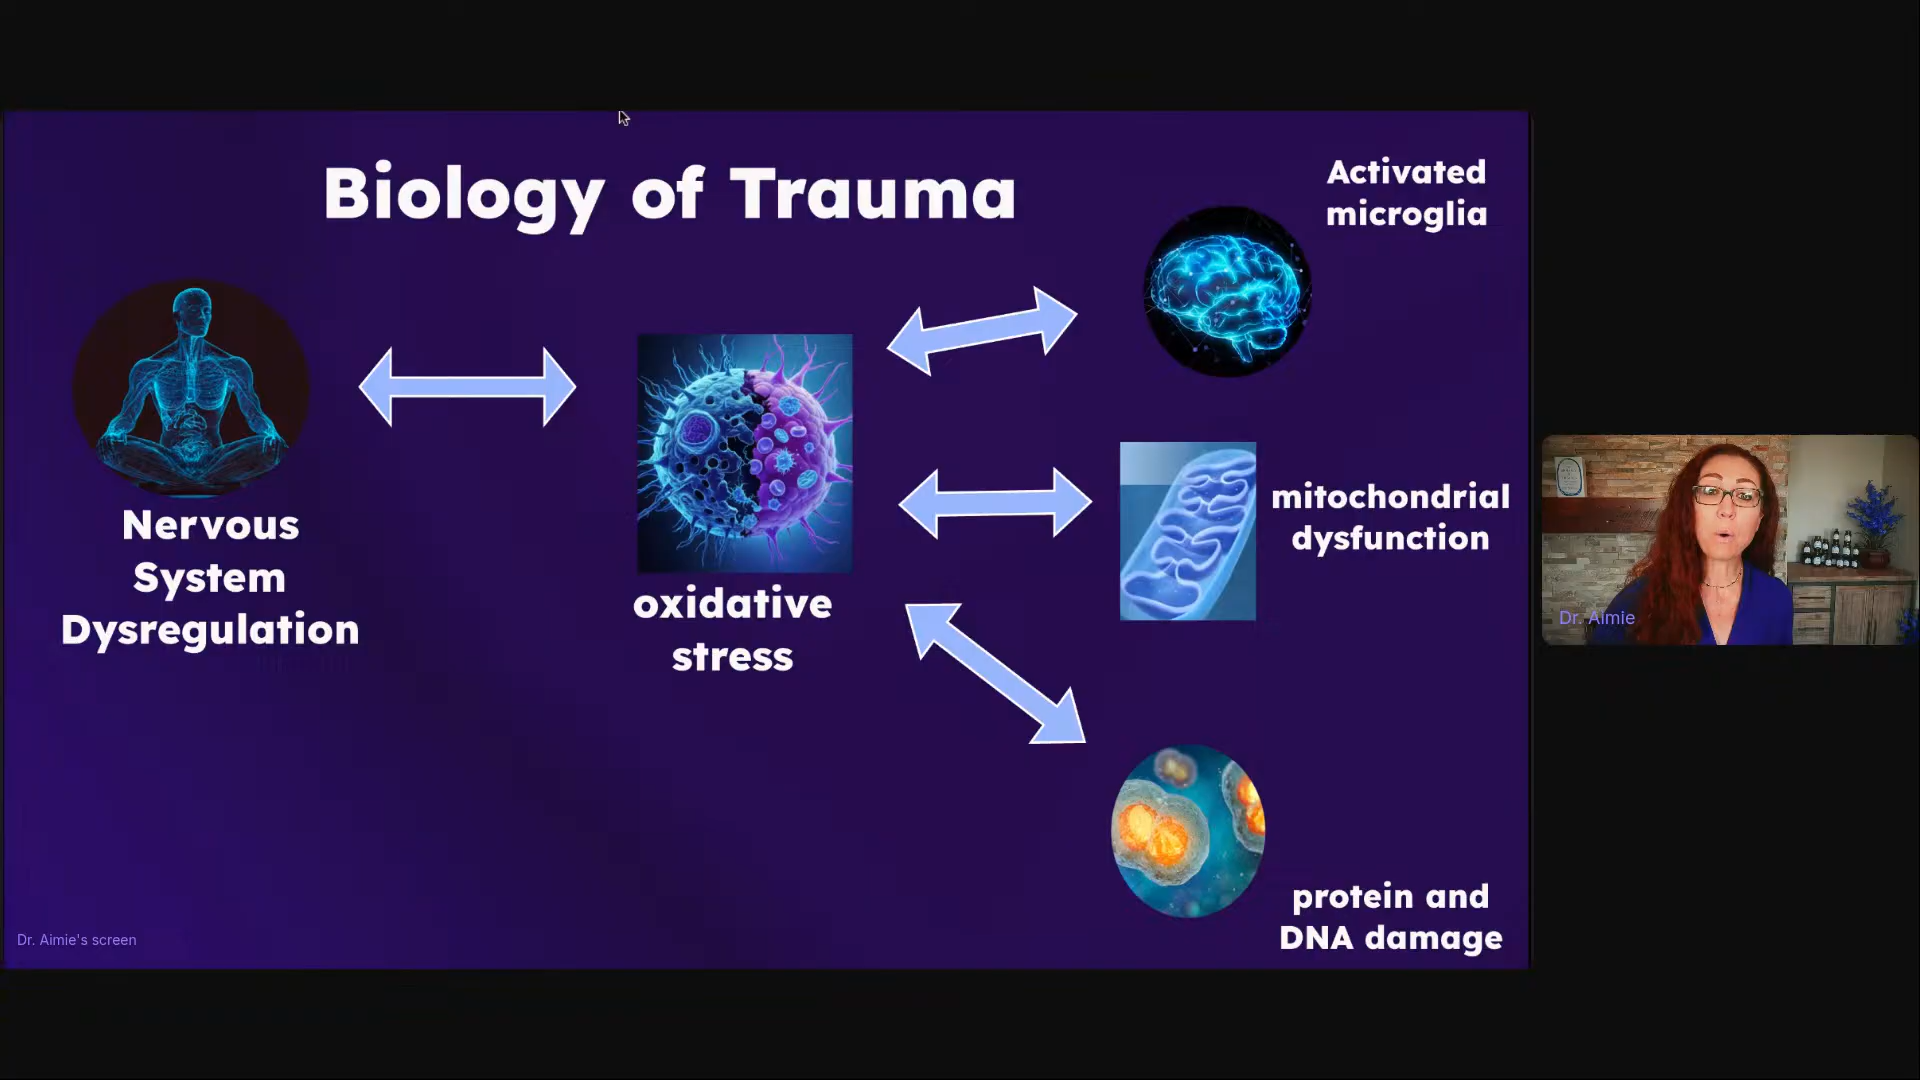 Biology of Trauma
Activated
microglia
Nervous
System
Dysregulation
oxidative
stress
mitochondrial
dysfunction
protein and
DNA damage
Dr. Aimie's screen
Dr. Aimie